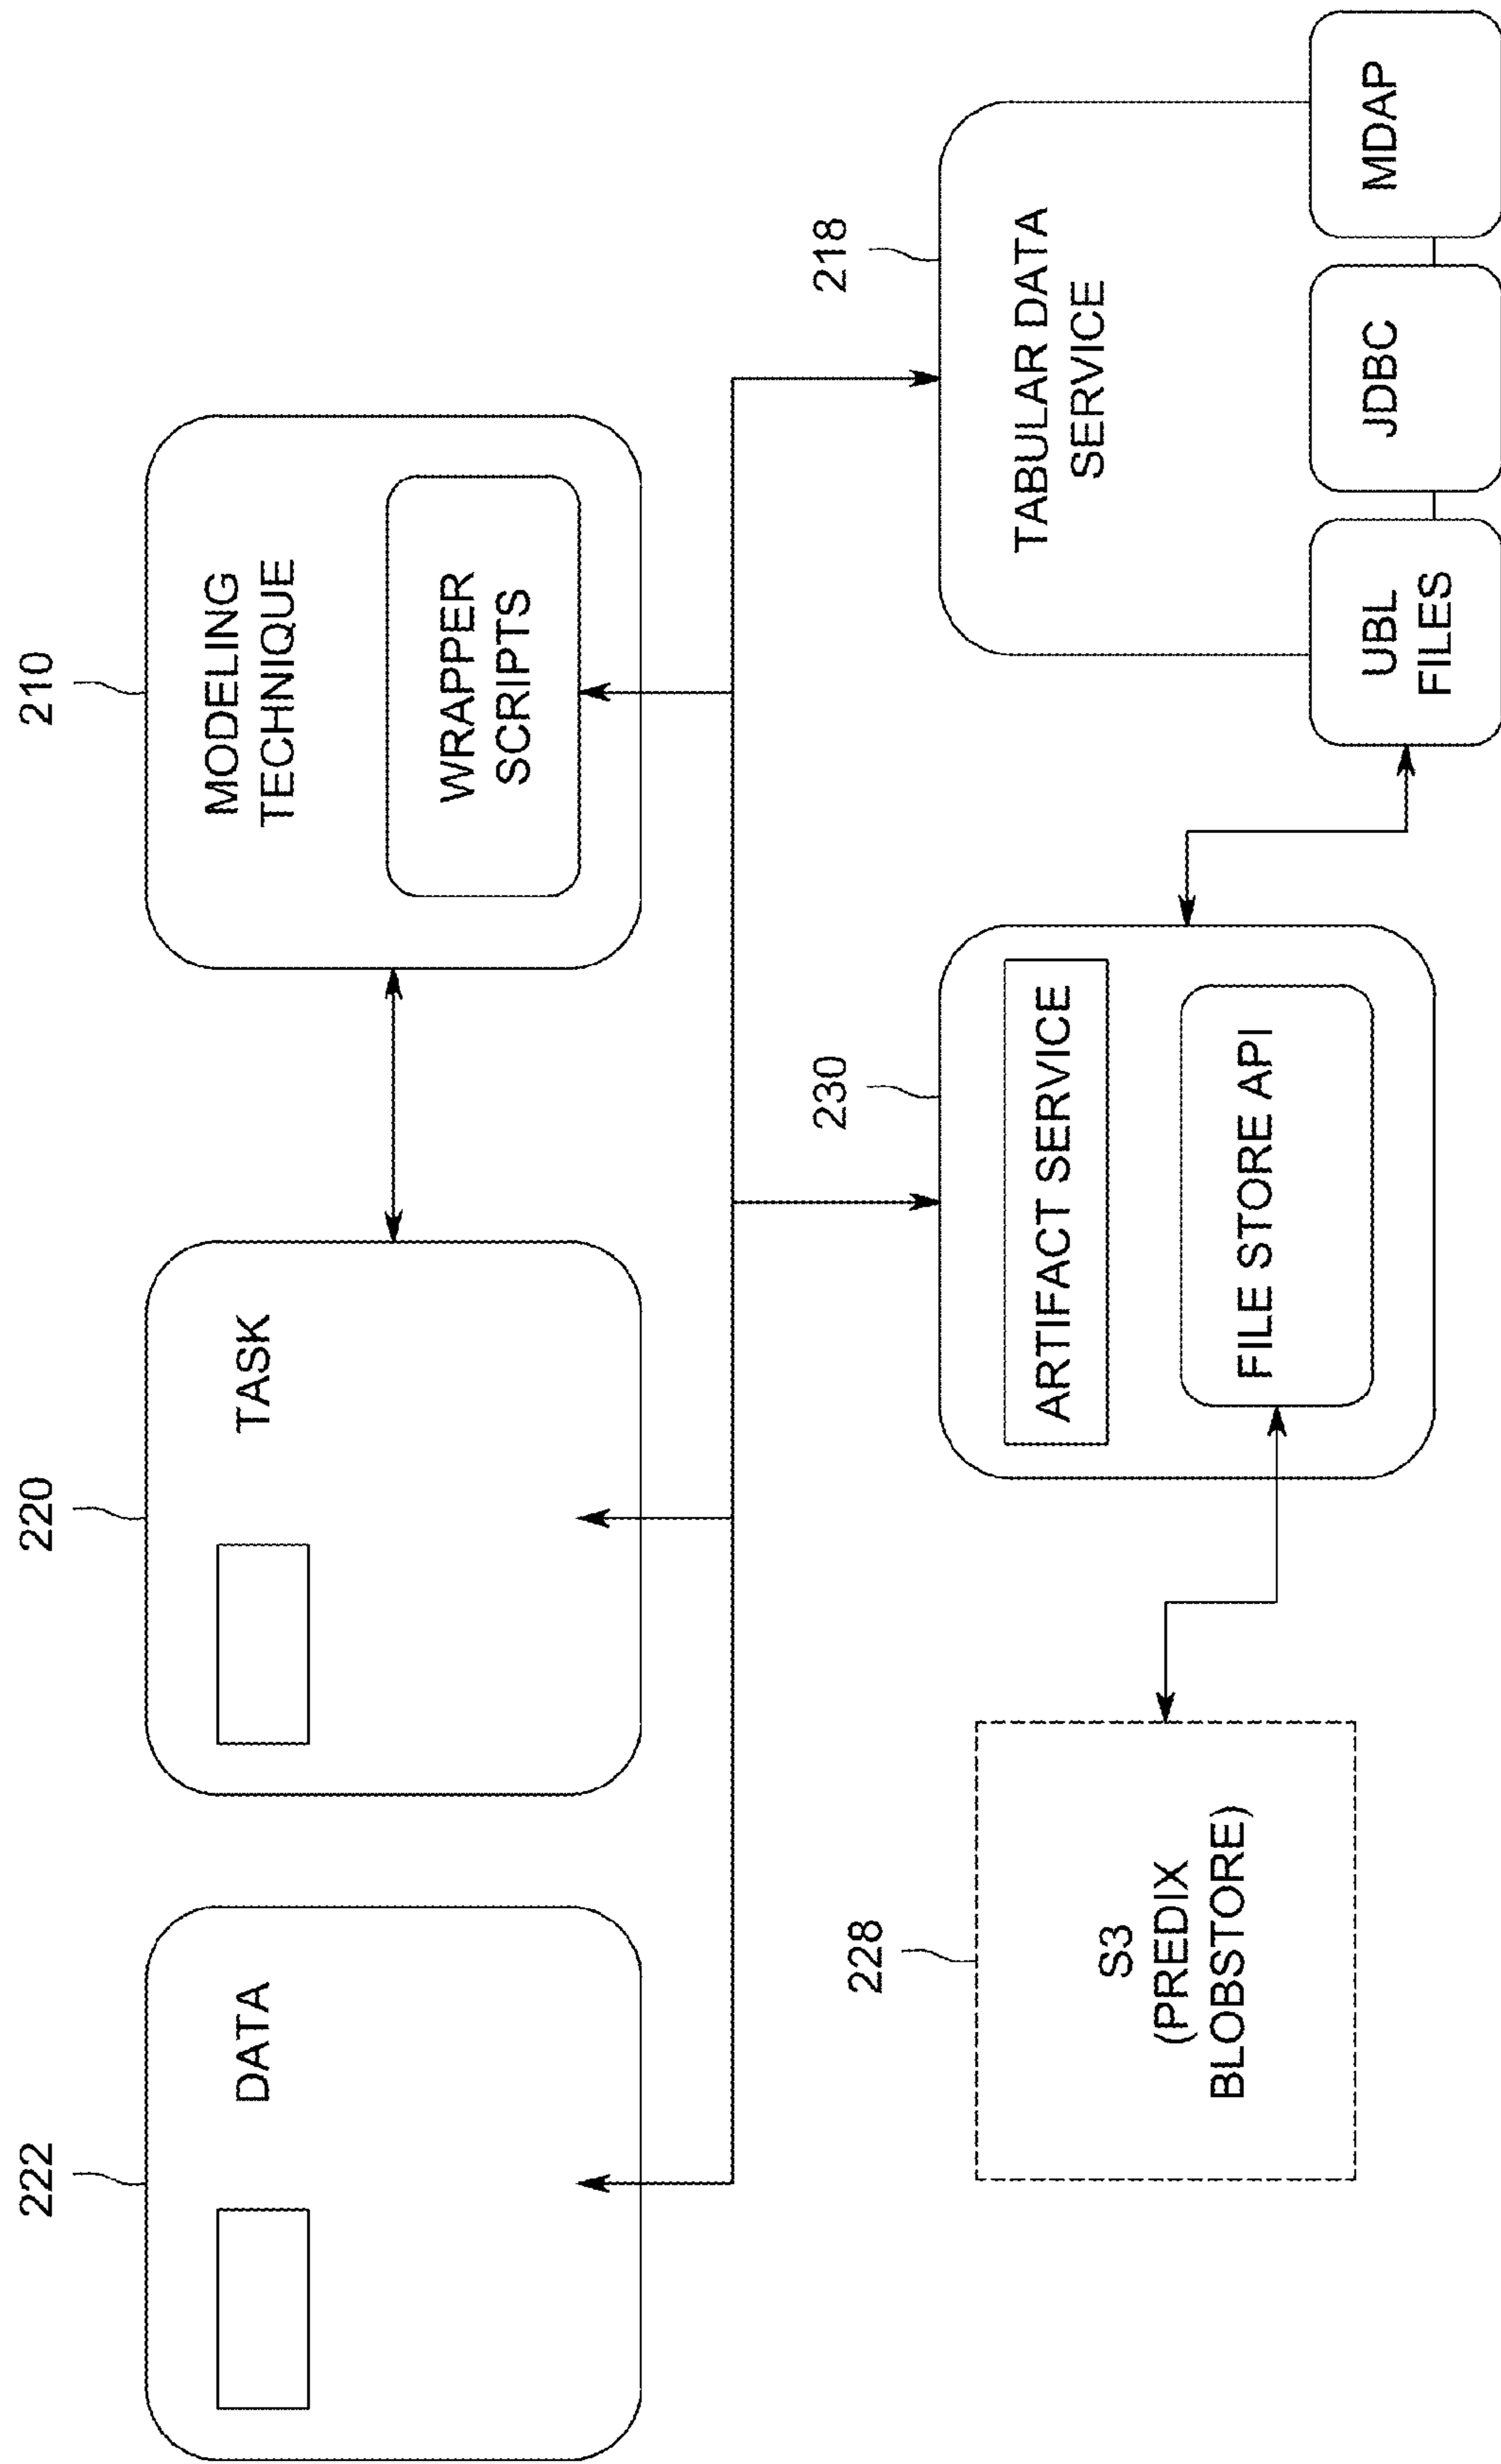 222
DATA
220
TASK
210
MODELING
TECHNIQUE
WRAPPER
SCRIPTS
228
S3
(PREDIX
BLOBSTORE)
230
ARTIFACT SERVICE
FILE STORE API
218
TABULAR DATA
SERVICE
UBL
FILES
JDBC
MDAP